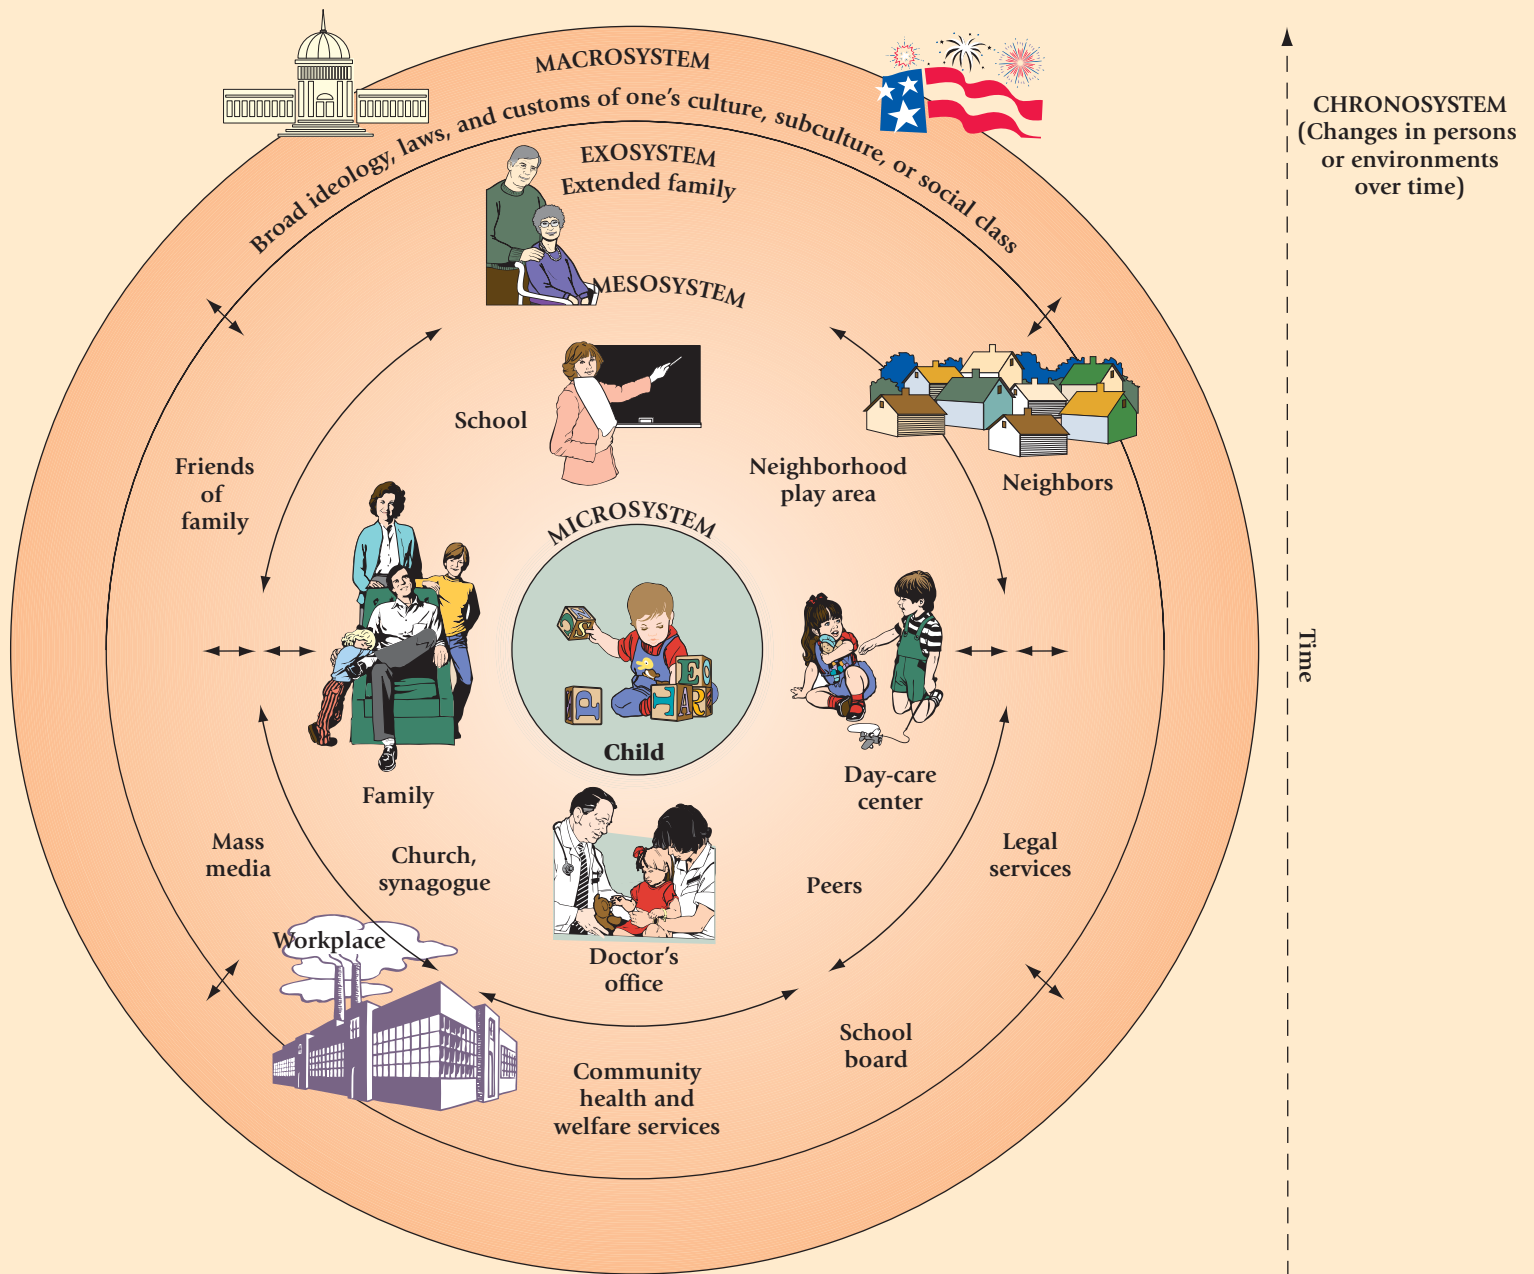 MACROSYSTEM
Broad ideology, laws, and customs of one's culture, subculture, or social class
EXOSYSTEM
Extended family
MESOSYSTEM
School
Friends
of
family
Neighborhood
play area
Neighbors
MICROSYSTEM
Child
Family
Day-care
center
Mass
media
Church,
synagogue
Peers
Legal
services
Workplace
Doctor's
office
School
board
Community
health and
welfare services
CHRONOSYSTEM
(Changes in persons
or environments
over time)
Time